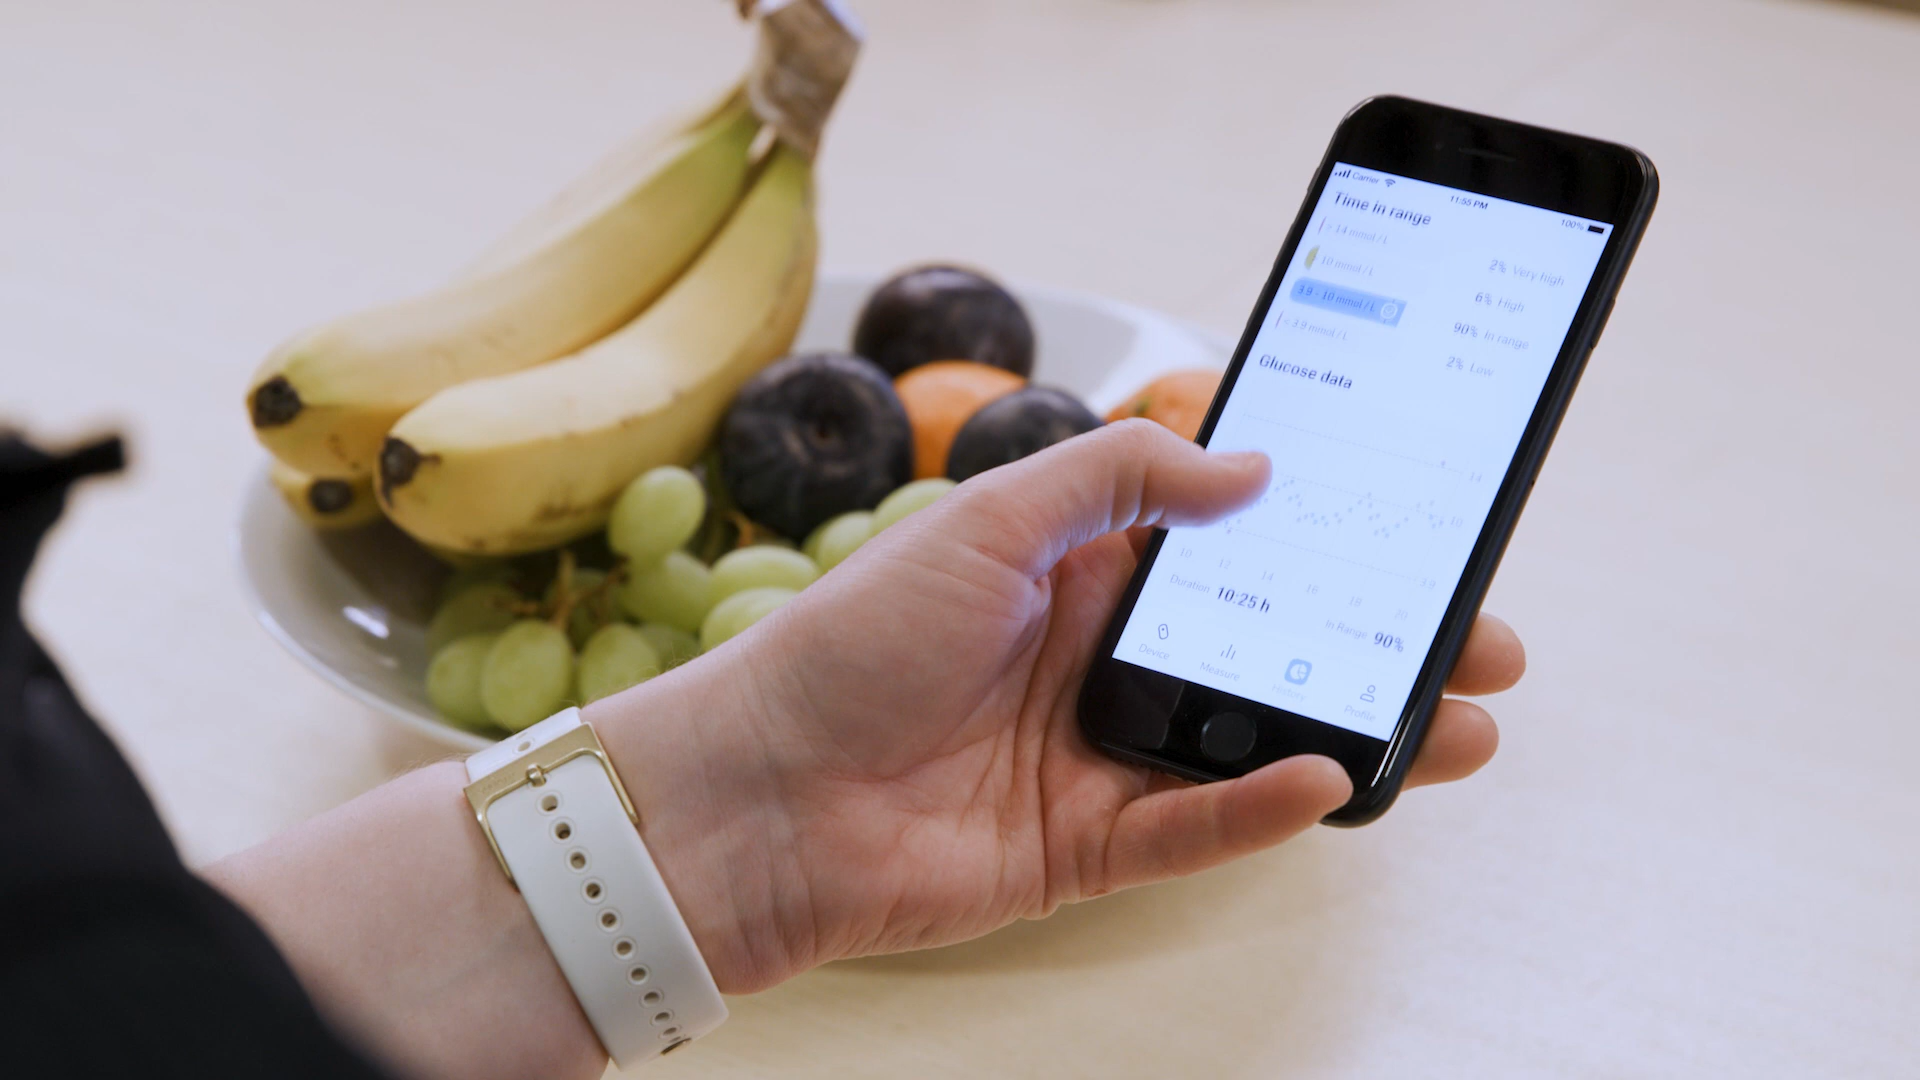 Carrier 11:55 PM 100%
Time in range
> 14 mmol / L 2% Very high
10 mmol / L 6% High
3.9 - 10 mmol / L 90% In range
< 3.9 mmol / L 2% Low
Glucose data
14
10
3.9
10 12 14 16 18 20
Duration 10:25 h In Range 90%
Device Measure History Profile